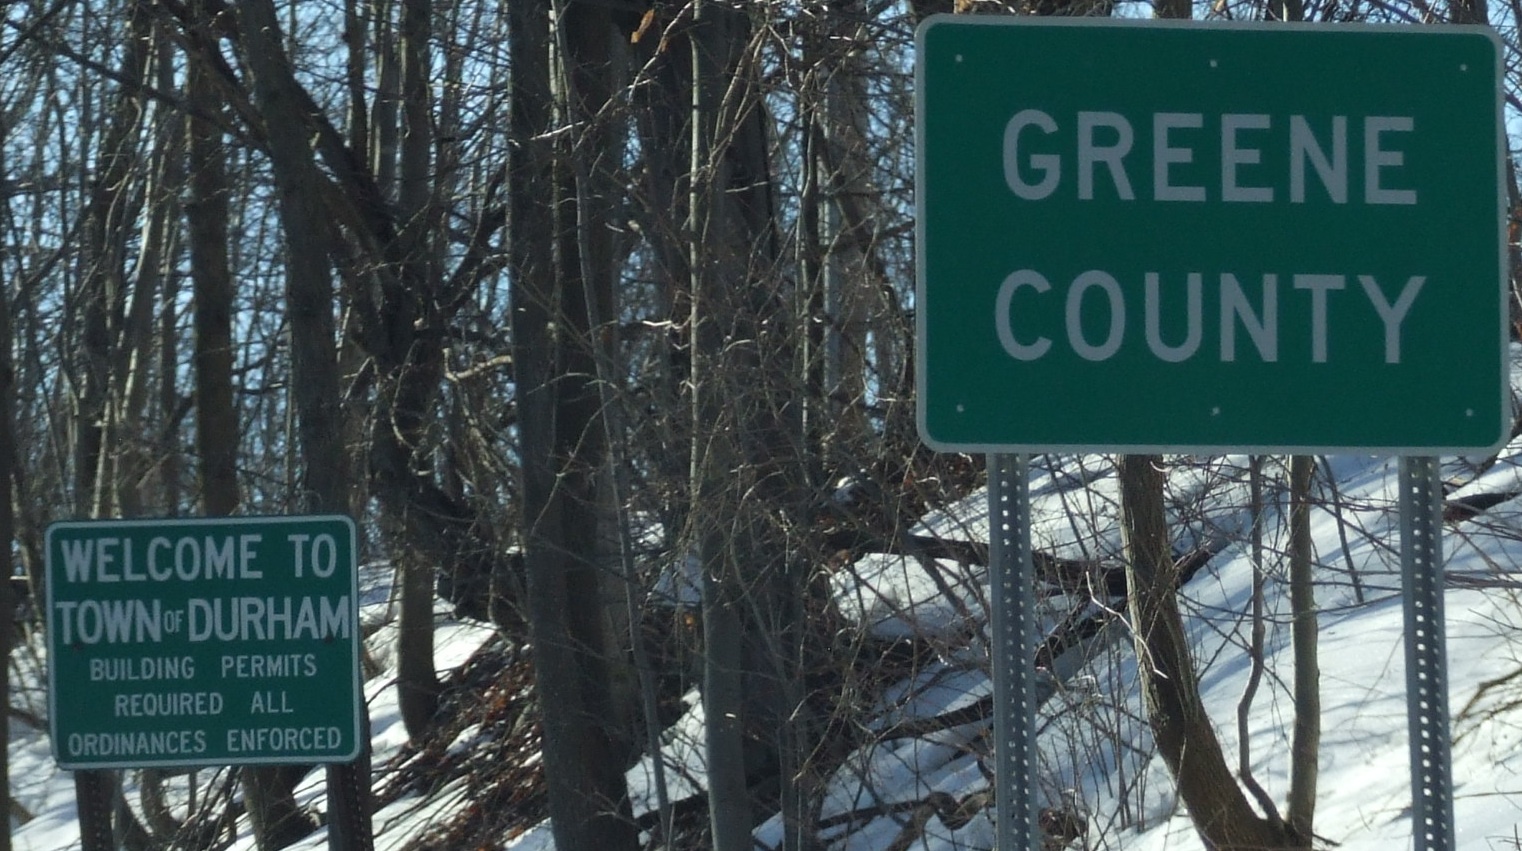 WELCOME TO
TOWN OF DURHAM
BUILDING PERMITS
REQUIRED ALL
ORDINANCES ENFORCED
GREENE
COUNTY